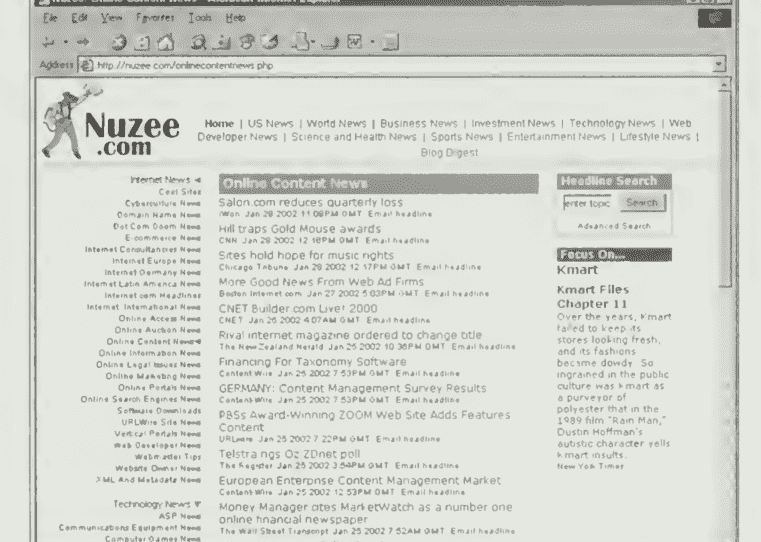 File Edit View Favorites Tools Help
Address http://nuzee.com/onlinecontentnews.php
Nuzee
.com
Home | US News | World News | Business News | Investment News | Technology News | Web
Developer News | Science and Health News | Sports News | Entertainment News | Lifestyle News |
Blog Digest
Internet News
Cool Sites
Cyberculture News
Domain Name News
Dot Com Doom News
E-commerce News
Internet Consultancies News
Internet Europe News
Internet Germany News
Internet Latin America News
Internet.com Headlines
Internet International News
Online Access News
Online Auction News
Online Content News
Online Information News
Online Legal Issues News
Online Marketing News
Online Portals News
Online Search Engines News
Software Downloads
URLWire Site News
Vertical Portals News
Web Developer News
Webmaster Tips
Website Owner News
XML And Metadata News
Technology News
ASP News
Communications Equipment News
Computer Games News
Online Content News
Salon.com reduces quarterly loss
iWon Jan 28 2002 11:08PM GMT Email headline
Hill traps Gold Mouse awards
CNN Jan 28 2002 12:18PM GMT Email headline
Sites hold hope for music rights
Chicago Tribune Jan 28 2002 12:17PM GMT Email headline
More Good News From Web Ad Firms
Boston Internet.com Jan 27 2002 5:03PM GMT Email headline
CNET Builder.com Live! 2000
CNET Jan 26 2002 4:07AM GMT Email headline
Rival internet magazine ordered to change title
The New Zealand Herald Jan 25 2002 10:36PM GMT Email headline
Financing For Taxonomy Software
Content Wire Jan 25 2002 7:53PM GMT Email headline
GERMANY: Content Management Survey Results
Content Wire Jan 25 2002 7:53PM GMT Email headline
PBSs Award-Winning ZOOM Web Site Adds Features
Content
URLwire Jan 25 2002 7:22PM GMT Email headline
Telstra ngs Oz ZDnet poll
The Register Jan 25 2002 3:54PM GMT Email headline
European Enterprise Content Management Market
Content Wire Jan 25 2002 12:53PM GMT Email headline
Money Manager cites MarketWatch as a number one
online financial newspaper
The Wall Street Transcript Jan 25 2002 7:52AM GMT Email headline
Headline Search
enter topic Search
Advanced Search
Focus On...
Kmart
Kmart Files
Chapter 11
Over the years, Kmart
failed to keep its
stores looking fresh,
and its fashions
became dowdy. So
ingrained in the public
culture was Kmart as
a purveyor of
polyester that in the
1989 film "Rain Man,"
Dustin Hoffman's
autistic character yells
Kmart insults.
New York Times